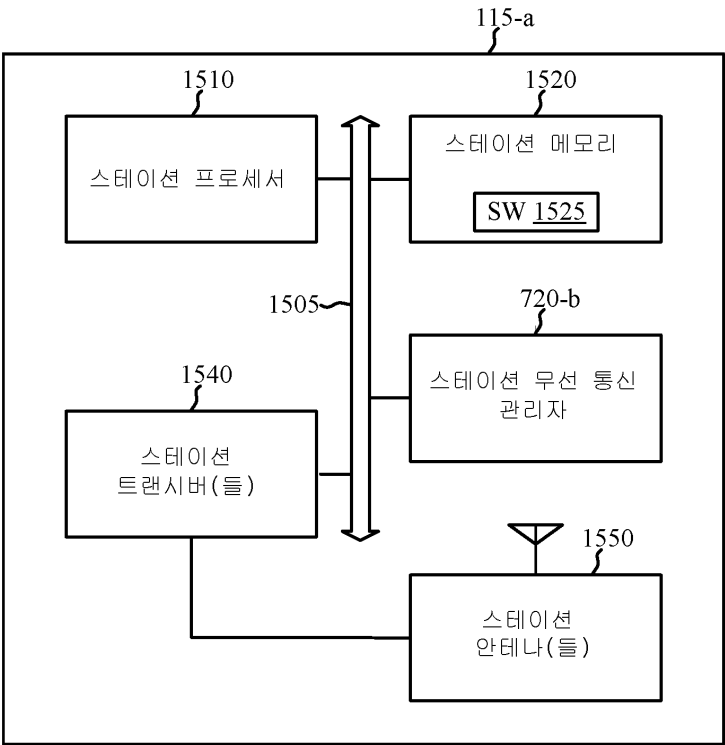 115-a
1510
1520
스테이션 프로세서
스테이션 메모리
SW 1525
1505
720-b
스테이션 무선 통신
관리자
1540
스테이션
트랜시버(들)
1550
스테이션
안테나(들)